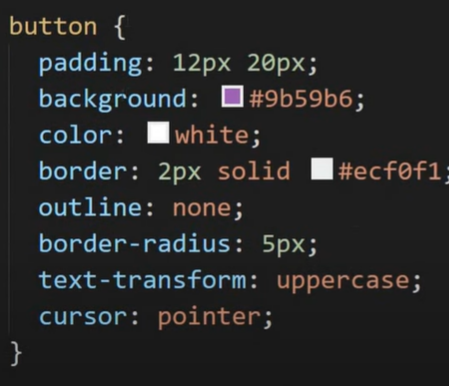 button {
padding: 12px 20px;
background: #9b59b6;
color: white;
border: 2px solid #ecf0f1;
outline: none;
border-radius: 5px;
text-transform: uppercase;
cursor: pointer;
}